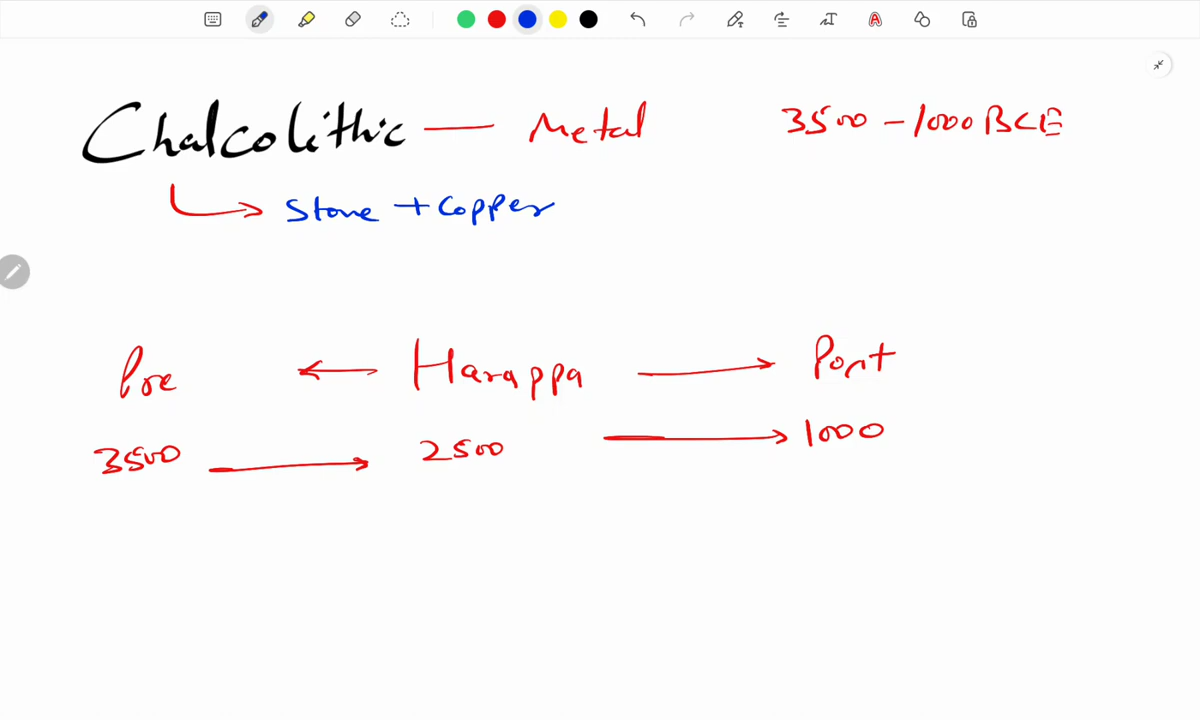 Chalcolithic — Metal 3500 - 1000 BCE
↳ Stone + Copper
Pre ← Harappa → Post
3500 → 2500 → 1000